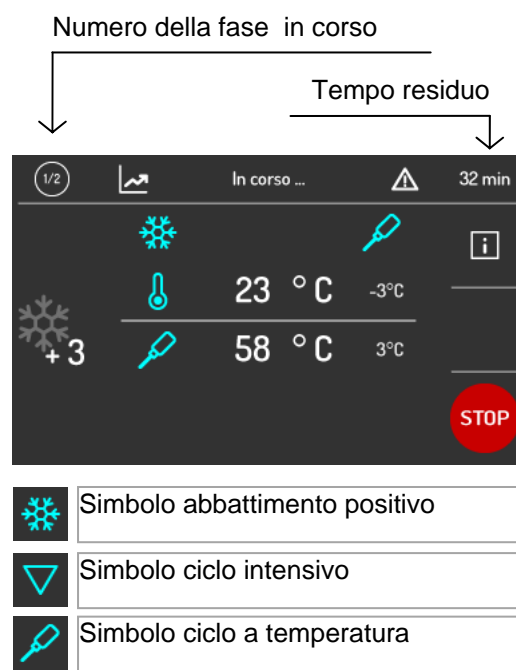 Numero della fase in corso
Tempo residuo
1/2 In corso ... 32 min
i
23 °C -3°C
+3
58 °C 3°C
STOP
Simbolo abbattimento positivo
Simbolo ciclo intensivo
Simbolo ciclo a temperatura